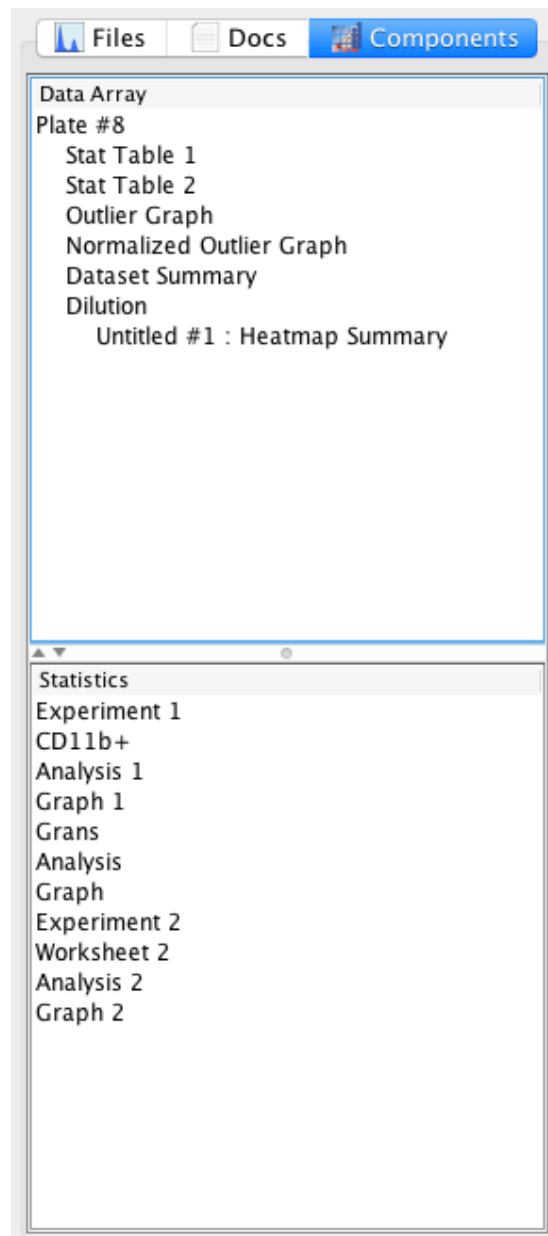 Files Docs Components
Data Array
Plate #8
Stat Table 1
Stat Table 2
Outlier Graph
Normalized Outlier Graph
Dataset Summary
Dilution
Untitled #1 : Heatmap Summary
Statistics
Experiment 1
CD11b+
Analysis 1
Graph 1
Grans
Analysis
Graph
Experiment 2
Worksheet 2
Analysis 2
Graph 2